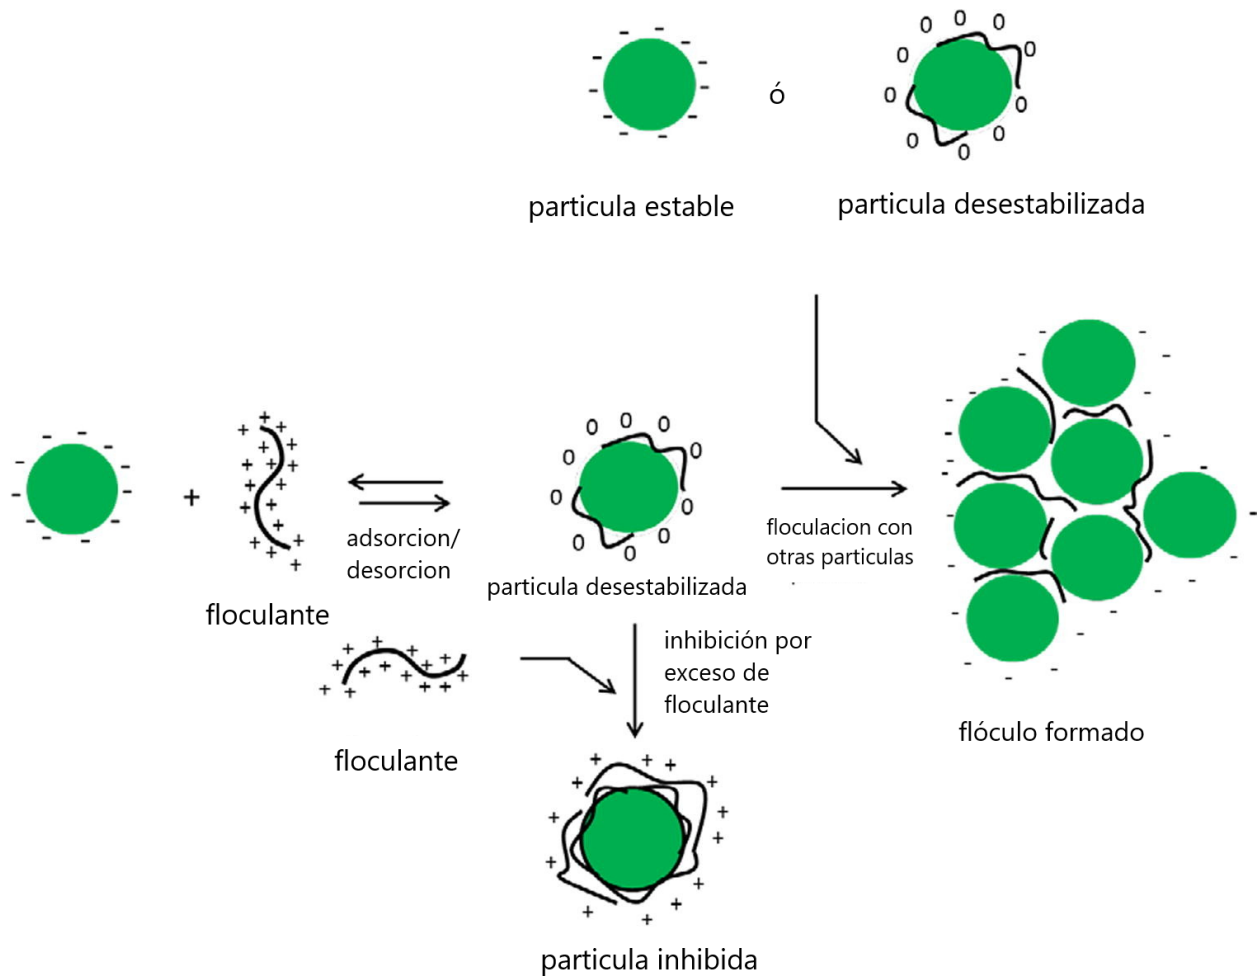 ó
particula estable
particula desestabilizada
+
floculante
adsorcion/
desorcion
particula desestabilizada
floculacion con
otras particulas
floculante
inhibición por
exceso de
floculante
flóculo formado
particula inhibida